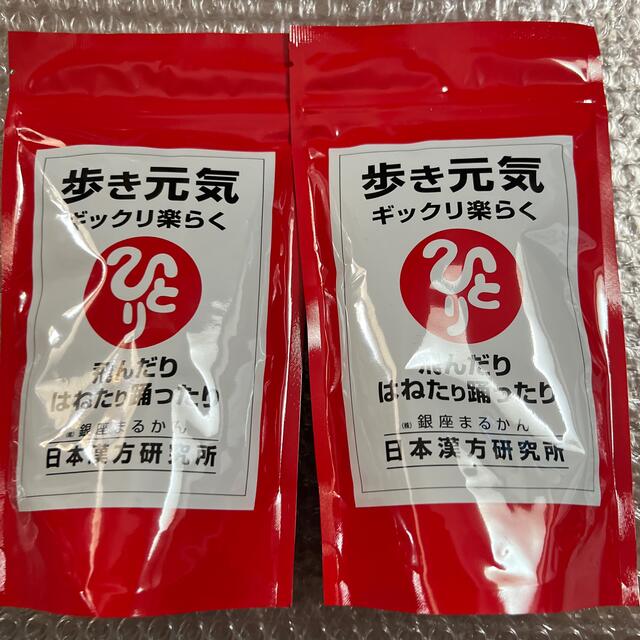 歩き元気
ギックリ楽らく
ひとり
飛んだり
はねたり踊ったり
㈱ 銀座まるかん
日本漢方研究所
歩き元気
ギックリ楽らく
ひとり
飛んだり
はねたり踊ったり
㈱ 銀座まるかん
日本漢方研究所